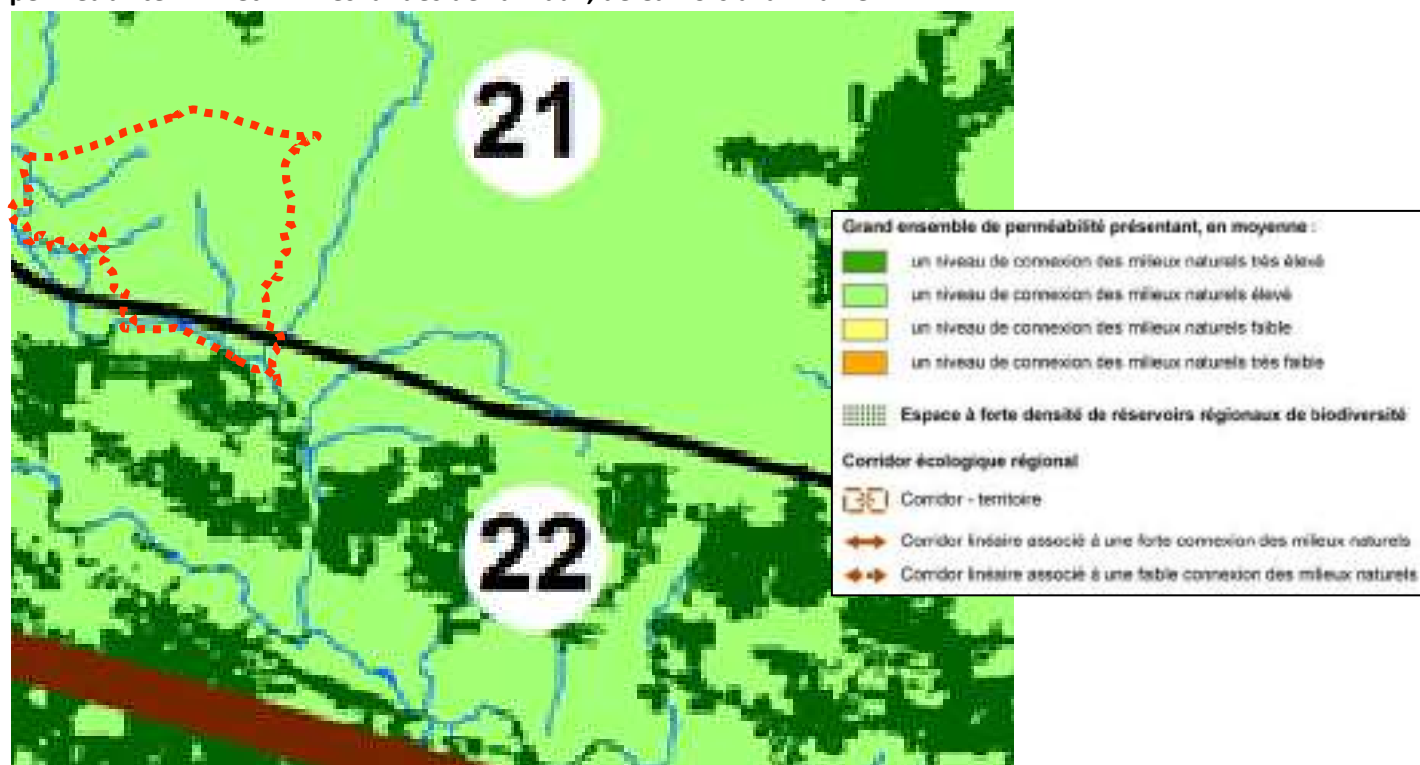 21
22
Grand ensemble de perméabilité présentant, en moyenne :
un niveau de connexion des milieux naturels très élevé
un niveau de connexion des milieux naturels élevé
un niveau de connexion des milieux naturels faible
un niveau de connexion des milieux naturels très faible
Espace à forte densité de réservoirs régionaux de biodiversité
Corridor écologique régional
Corridor - territoire
Corridor linéaire associé à une forte connexion des milieux naturels
Corridor linéaire associé à une faible connexion des milieux naturels